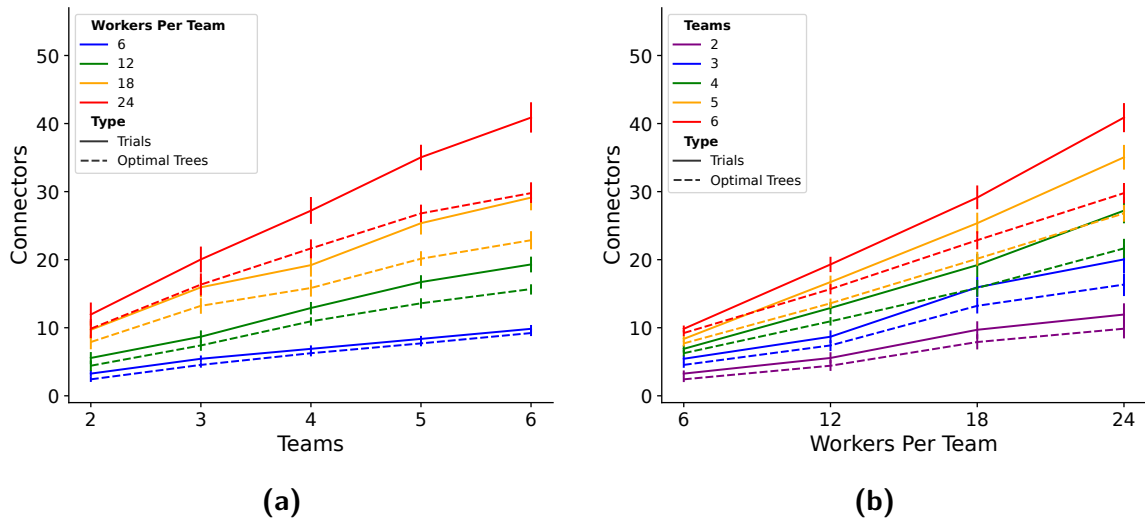 Workers Per Team
6
12
18
24
Type
Trials
Optimal Trees
Connectors
50
40
30
20
10
0
2 3 4 5 6
Teams
(a)
Teams
2
3
4
5
6
Type
Trials
Optimal Trees
Connectors
50
40
30
20
10
0
6 12 18 24
Workers Per Team
(b)